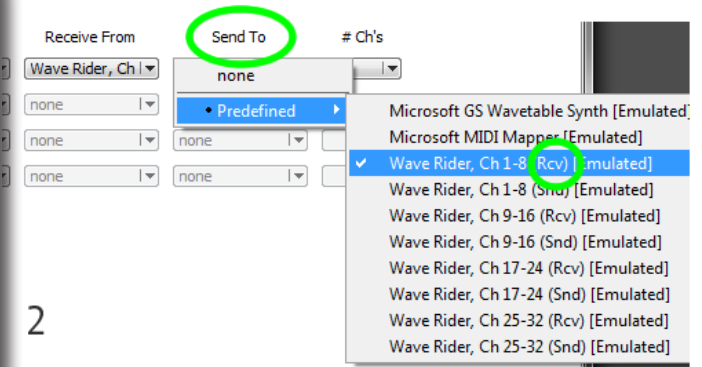 Receive From Send To # Ch's
Wave Rider, Ch
none
none • Predefined
none none
none none
Microsoft GS Wavetable Synth [Emulated]
Microsoft MIDI Mapper [Emulated]
Wave Rider, Ch 1-8 (Rcv) [Emulated]
Wave Rider, Ch 1-8 (Snd) [Emulated]
Wave Rider, Ch 9-16 (Rcv) [Emulated]
Wave Rider, Ch 9-16 (Snd) [Emulated]
Wave Rider, Ch 17-24 (Rcv) [Emulated]
Wave Rider, Ch 17-24 (Snd) [Emulated]
Wave Rider, Ch 25-32 (Rcv) [Emulated]
Wave Rider, Ch 25-32 (Snd) [Emulated]
2